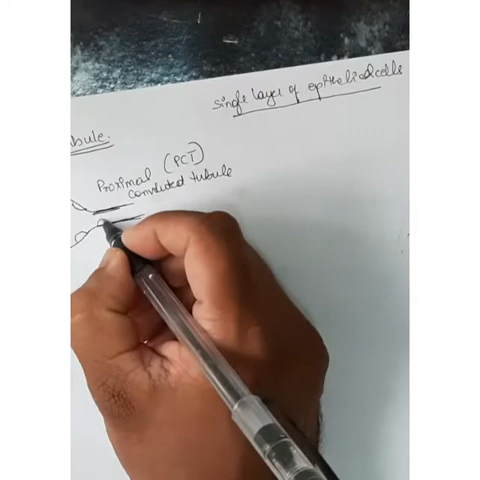 single layer of epithelial cells
bule.
Proximal (PCT)
convoluted tubule